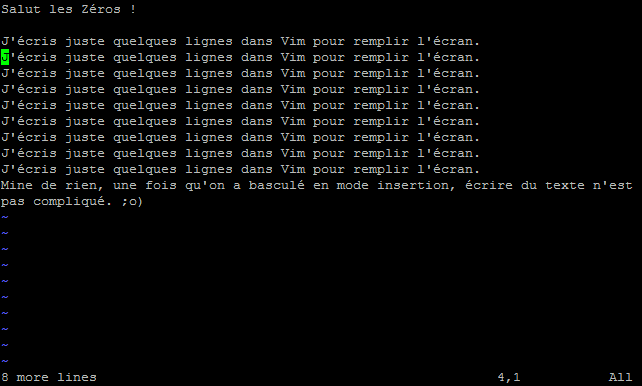 Salut les Zéros !
J'écris juste quelques lignes dans Vim pour remplir l'écran.
J'écris juste quelques lignes dans Vim pour remplir l'écran.
J'écris juste quelques lignes dans Vim pour remplir l'écran.
J'écris juste quelques lignes dans Vim pour remplir l'écran.
J'écris juste quelques lignes dans Vim pour remplir l'écran.
J'écris juste quelques lignes dans Vim pour remplir l'écran.
J'écris juste quelques lignes dans Vim pour remplir l'écran.
J'écris juste quelques lignes dans Vim pour remplir l'écran.
J'écris juste quelques lignes dans Vim pour remplir l'écran.
Mine de rien, une fois qu'on a basculé en mode insertion, écrire du texte n'est
pas compliqué. ;o)
~
~
~
~
~
~
~
~
~
~
8 more lines 4,1 All